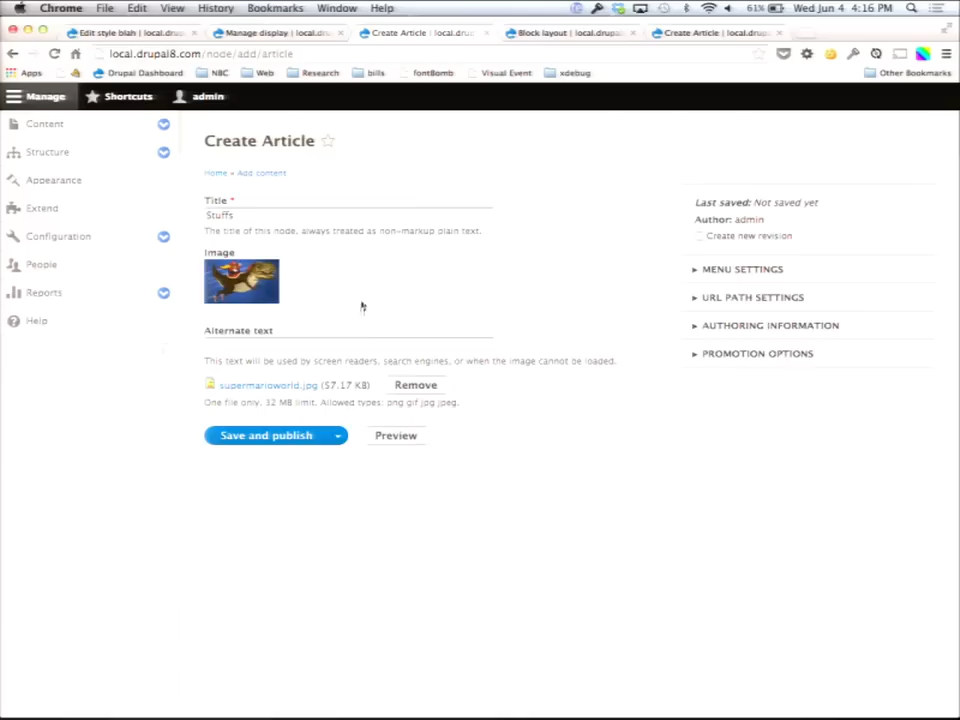 Chrome File Edit View History Bookmarks Window Help 61% Wed Jun 4 4:16 PM
Edit style blah | local.drup Manage display | local.dru Create Article | local.dru Block layout | local.drupal Create Article | local.drup
local.drupal8.com/node/add/article
Apps Drupal Dashboard NBC Web Research bills fontBomb Visual Event xdebug Other Bookmarks
Manage Shortcuts admin
Content
Structure
Appearance
Extend
Configuration
People
Reports
Help
Create Article
Home » Add content
Title *
Stuffs
The title of this node, always treated as non-markup plain text.
Image
Alternate text
This text will be used by screen readers, search engines, or when the image cannot be loaded.
supermarioworld.jpg (57.17 KB) Remove
One file only. 32 MB limit. Allowed types: png gif jpg jpeg.
Save and publish Preview
Last saved: Not saved yet
Author: admin
Create new revision
MENU SETTINGS
URL PATH SETTINGS
AUTHORING INFORMATION
PROMOTION OPTIONS